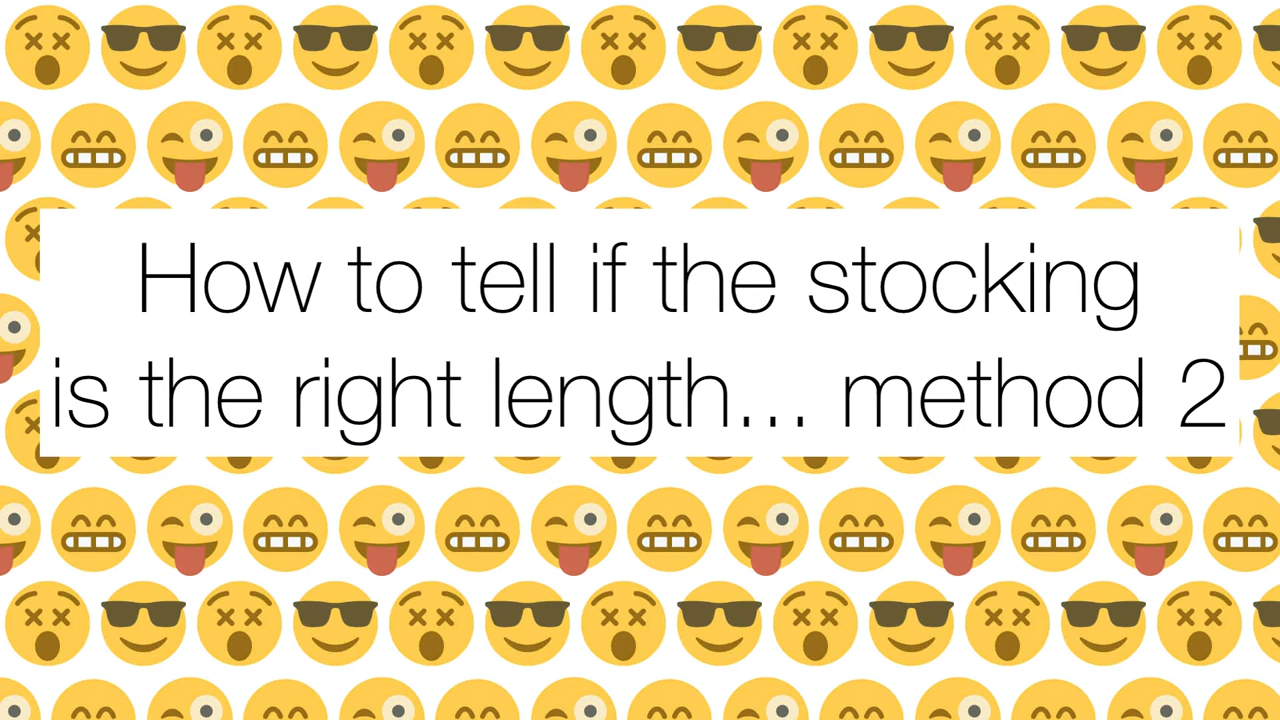 How to tell if the stocking
is the right length... method 2